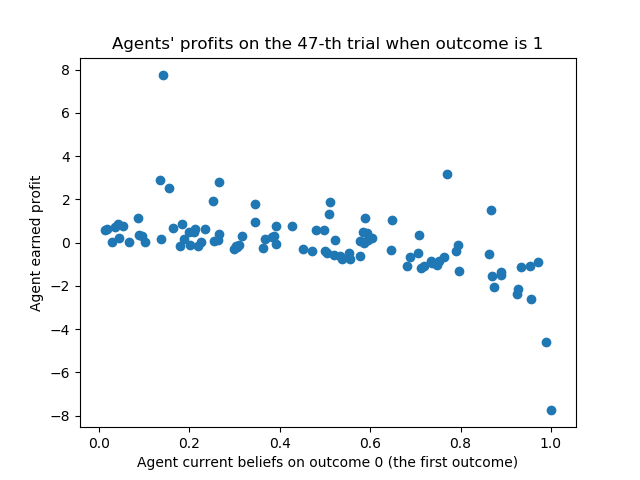 Agents' profits on the 47-th trial when outcome is 1
8
6
4
2
0
−2
−4
−6
−8
Agent earned profit
0.0 0.2 0.4 0.6 0.8 1.0
Agent current beliefs on outcome 0 (the first outcome)